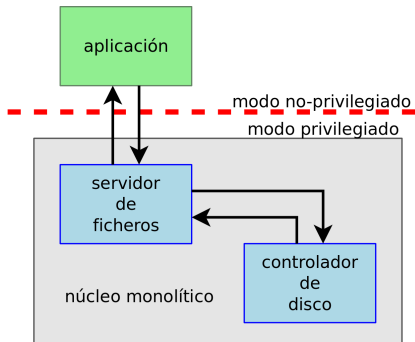 aplicación
modo no-privilegiado
modo privilegiado
servidor
de
ficheros
controlador
de
disco
núcleo monolítico